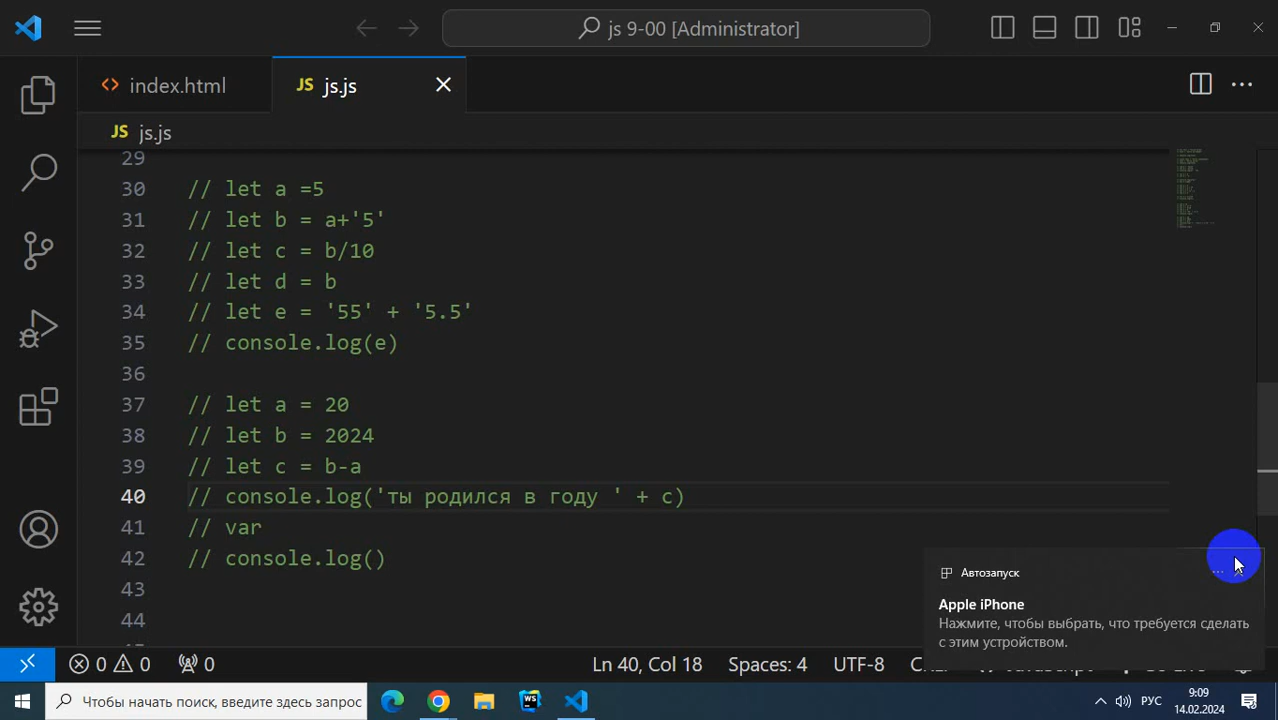 js 9-00 [Administrator]
<> index.html
JS js.js
JS js.js
29
30 // let a =5
31 // let b = a+'5'
32 // let c = b/10
33 // let d = b
34 // let e = '55' + '5.5'
35 // console.log(e)
36
37 // let a = 20
38 // let b = 2024
39 // let c = b-a
40 // console.log('ты родился в году ' + c)
41 // var
42 // console.log()
43
44
Автозапуск
Apple iPhone
Нажмите, чтобы выбрать, что требуется сделать
с этим устройством.
0 0 0 Ln 40, Col 18 Spaces: 4 UTF-8
WS
Чтобы начать поиск, введите здесь запрос
РУС
9:09
14.02.2024